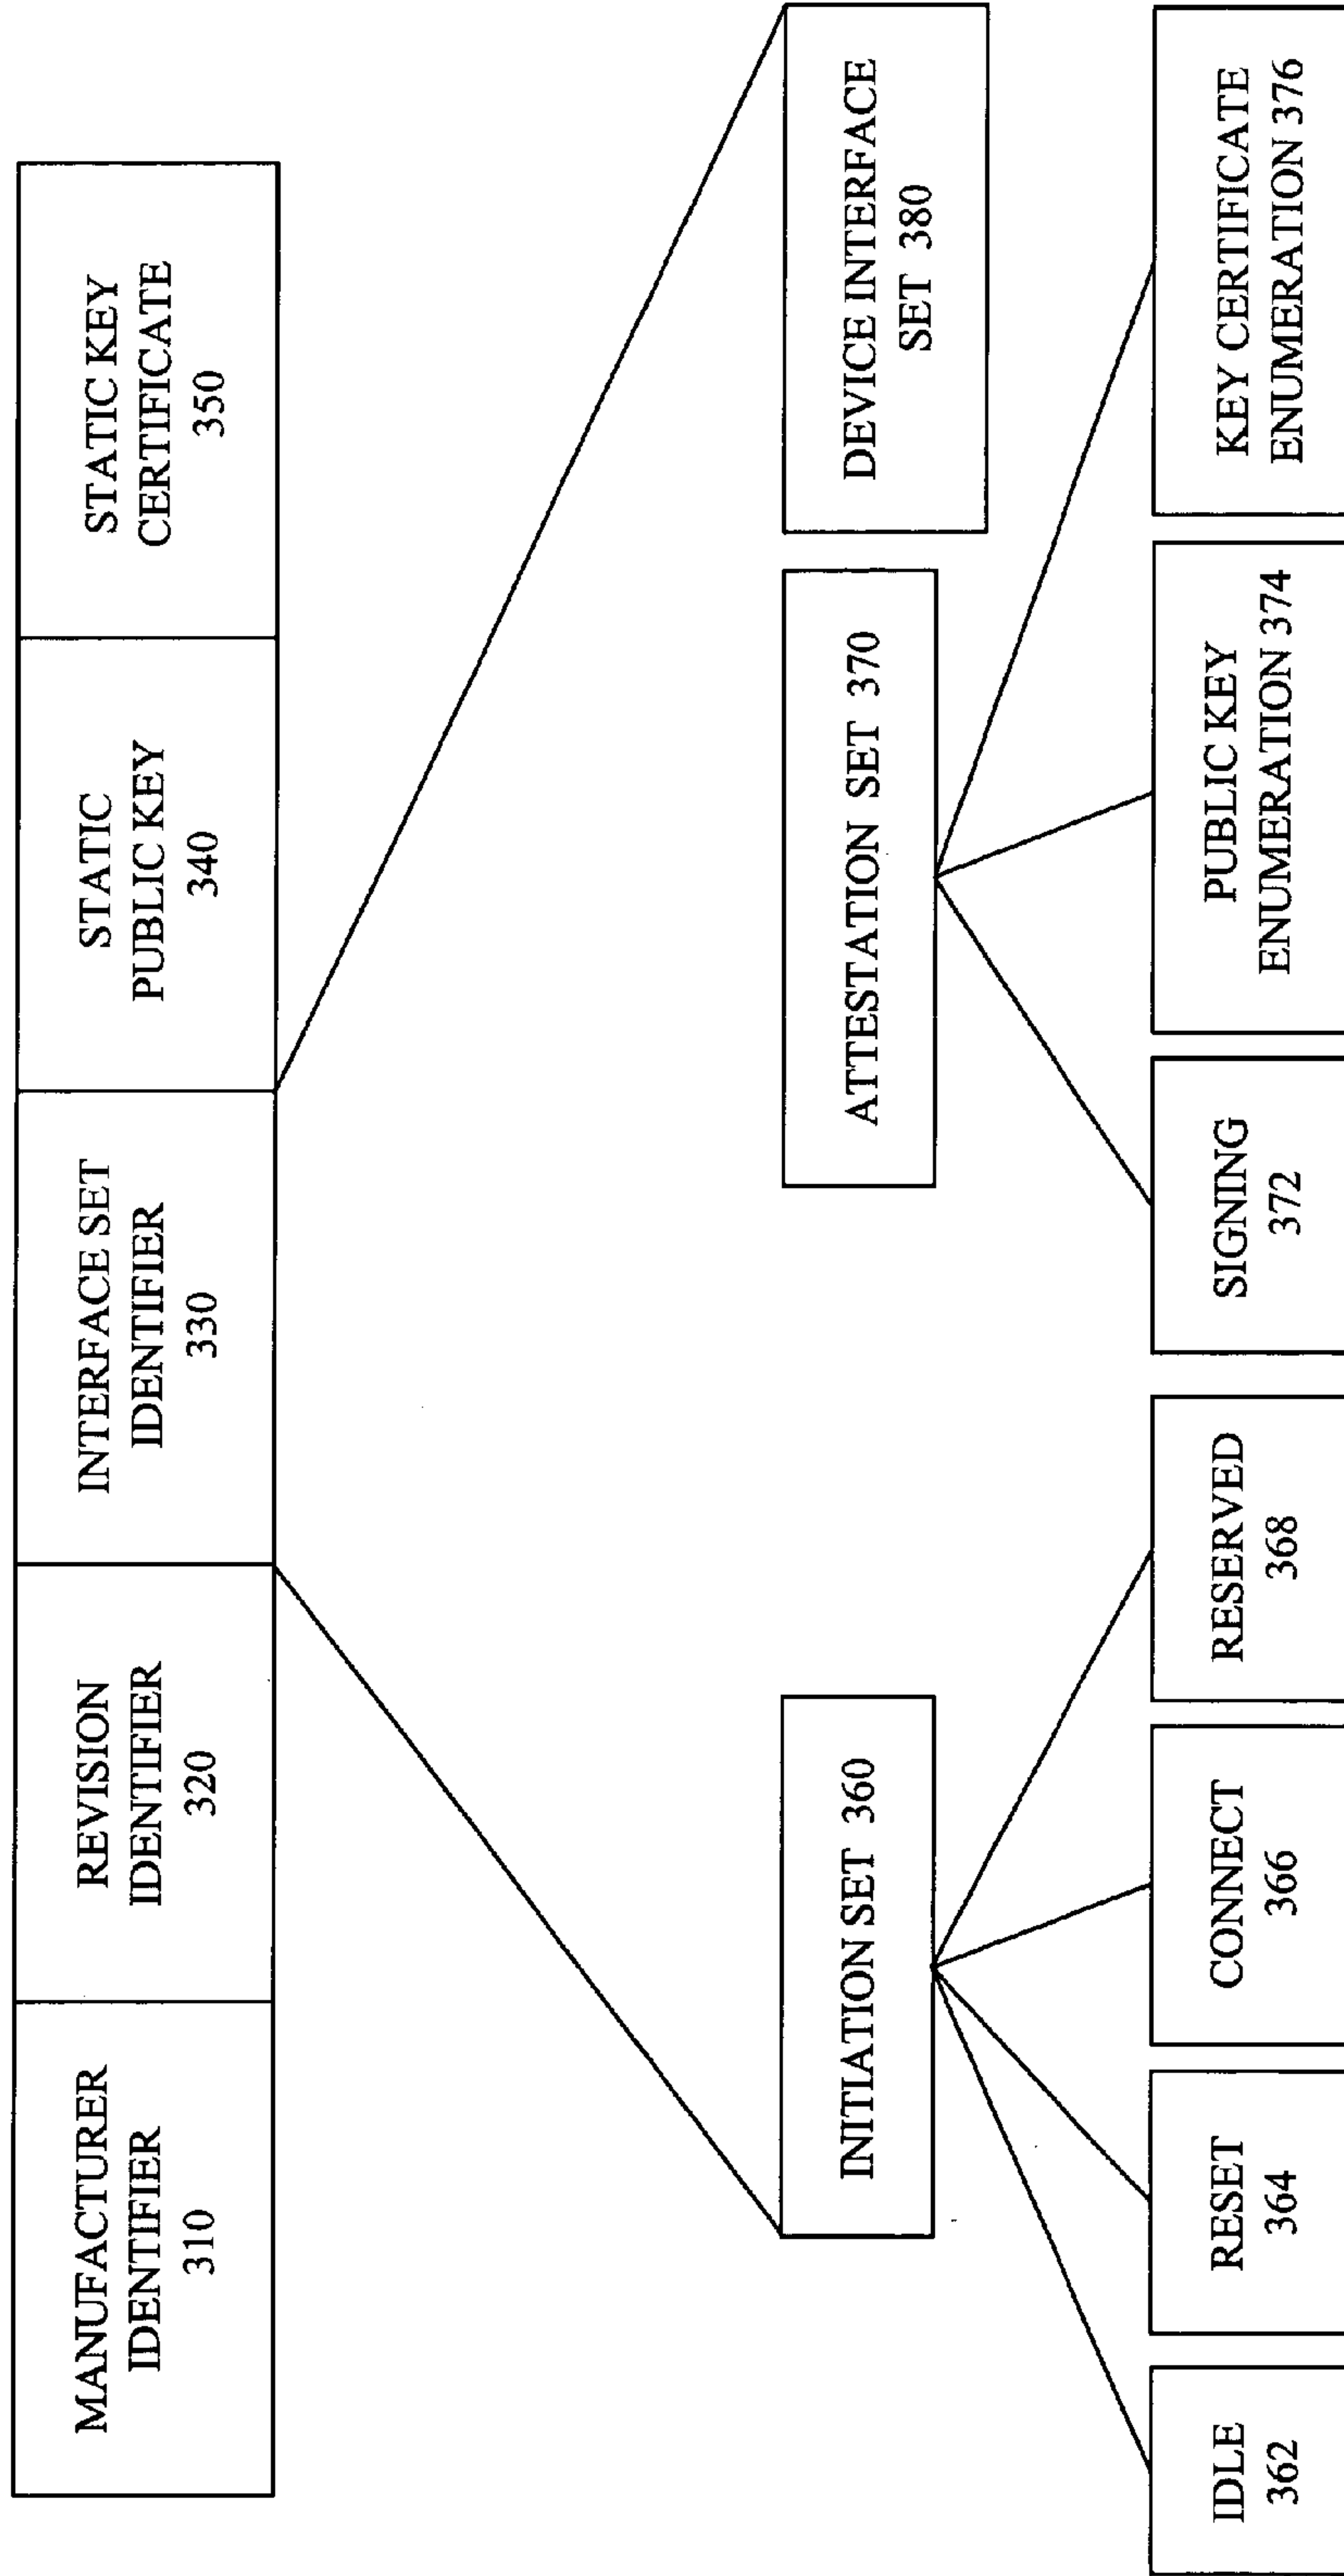 MANUFACTURER
IDENTIFIER
310
REVISION
IDENTIFIER
320
INTERFACE SET
IDENTIFIER
330
STATIC
PUBLIC KEY
340
STATIC KEY
CERTIFICATE
350
INITIATION SET 360
ATTESTATION SET 370
DEVICE INTERFACE
SET 380
IDLE
362
RESET
364
CONNECT
366
RESERVED
368
SIGNING
372
PUBLIC KEY
ENUMERATION 374
KEY CERTIFICATE
ENUMERATION 376